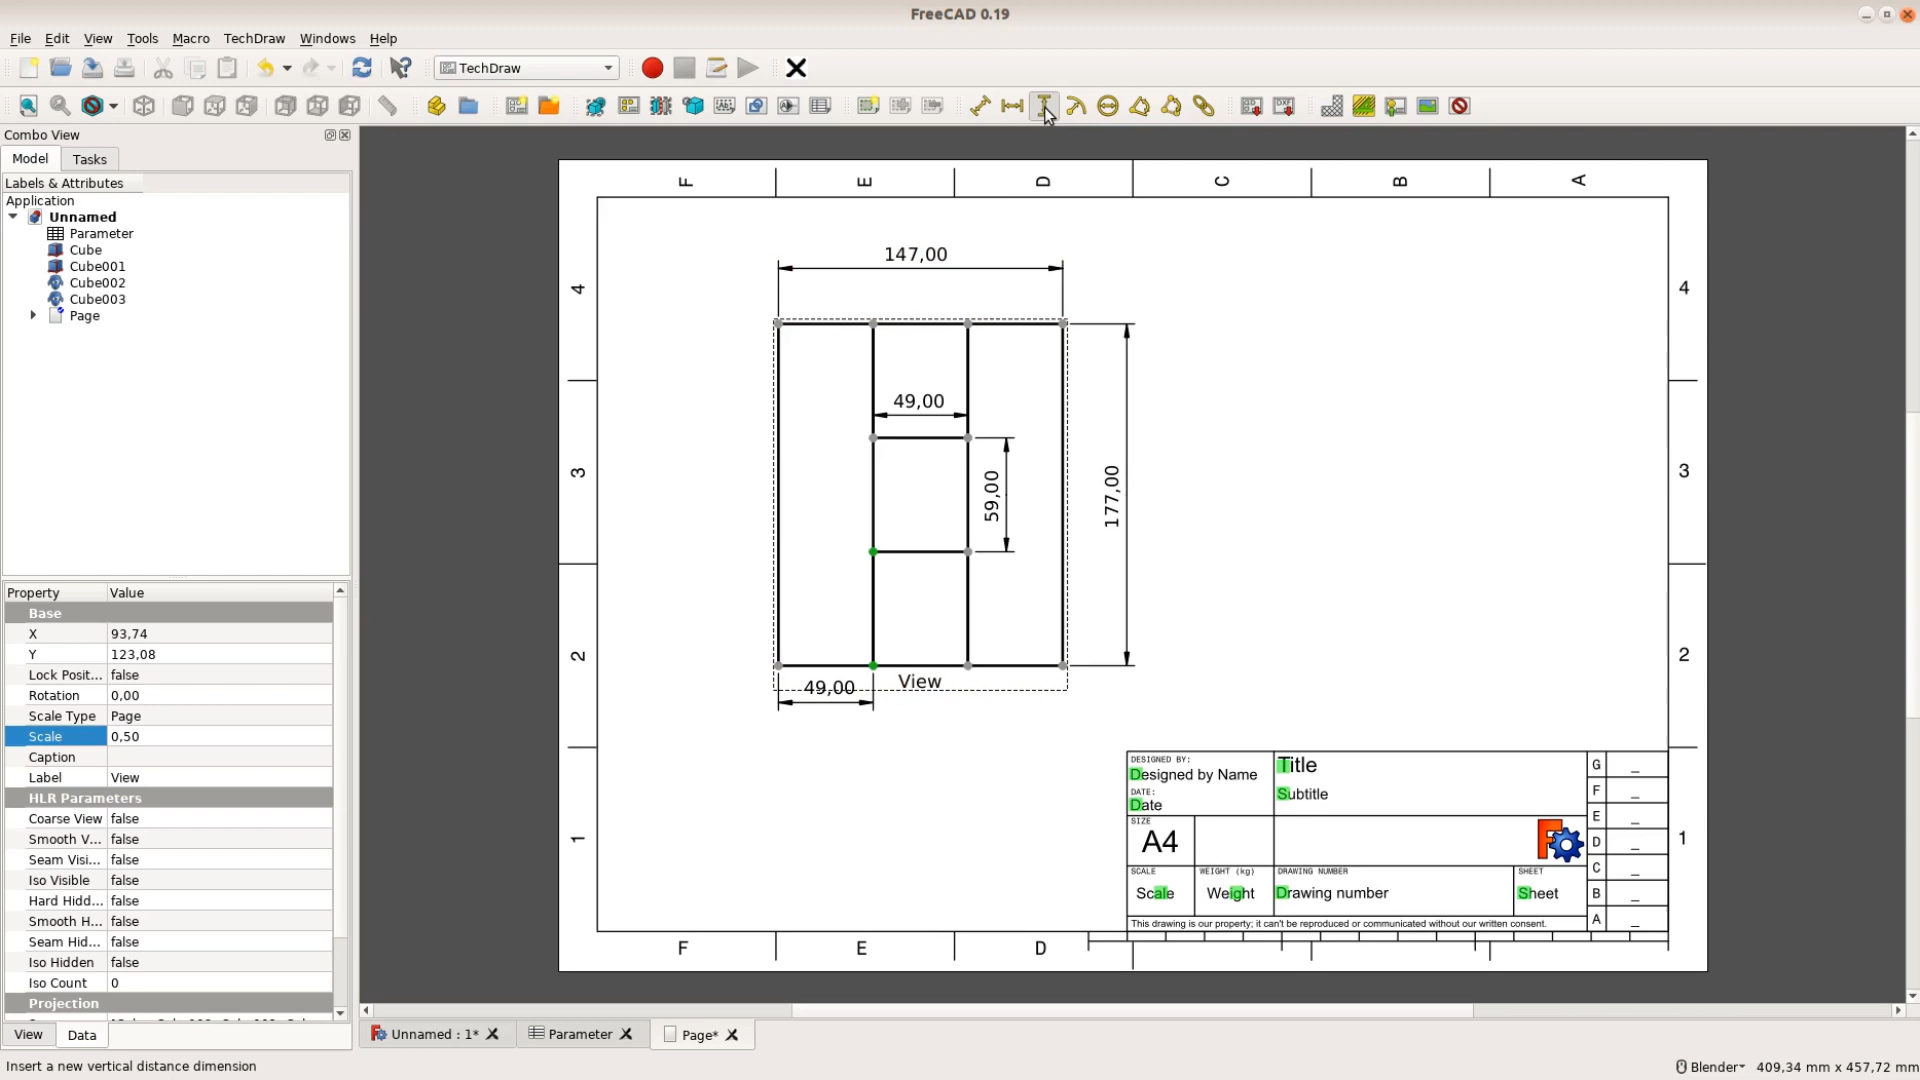 FreeCAD 0.19
File Edit View Tools Macro TechDraw Windows Help
TechDraw
Combo View
Model Tasks
Labels & Attributes
Application
Unnamed
Parameter
Cube
Cube001
Cube002
Cube003
Page
Property Value
Base
X 93,74
Y 123,08
Lock Posit... false
Rotation 0,00
Scale Type Page
Scale 0,50
Caption
Label View
HLR Parameters
Coarse View false
Smooth V... false
Seam Visi... false
Iso Visible false
Hard Hidd... false
Smooth H... false
Seam Hid... false
Iso Hidden false
Iso Count 0
Projection
View Data
F E D C B A
4 4
3 3
2 2
1 1
147,00
49,00
59,00
177,00
49,00
View
DESIGNED BY:
Designed by Name
DATE:
Date
Title
Subtitle
SIZE
A4
SCALE
Scale
WEIGHT (kg)
Weight
DRAWING NUMBER
Drawing number
SHEET
Sheet
G _
F _
E _
D _
C _
B _
A _
This drawing is our property; it can't be reproduced or communicated without our written consent.
F E D
Unnamed : 1* Parameter Page*
Insert a new vertical distance dimension
Blender 409,34 mm x 457,72 mm